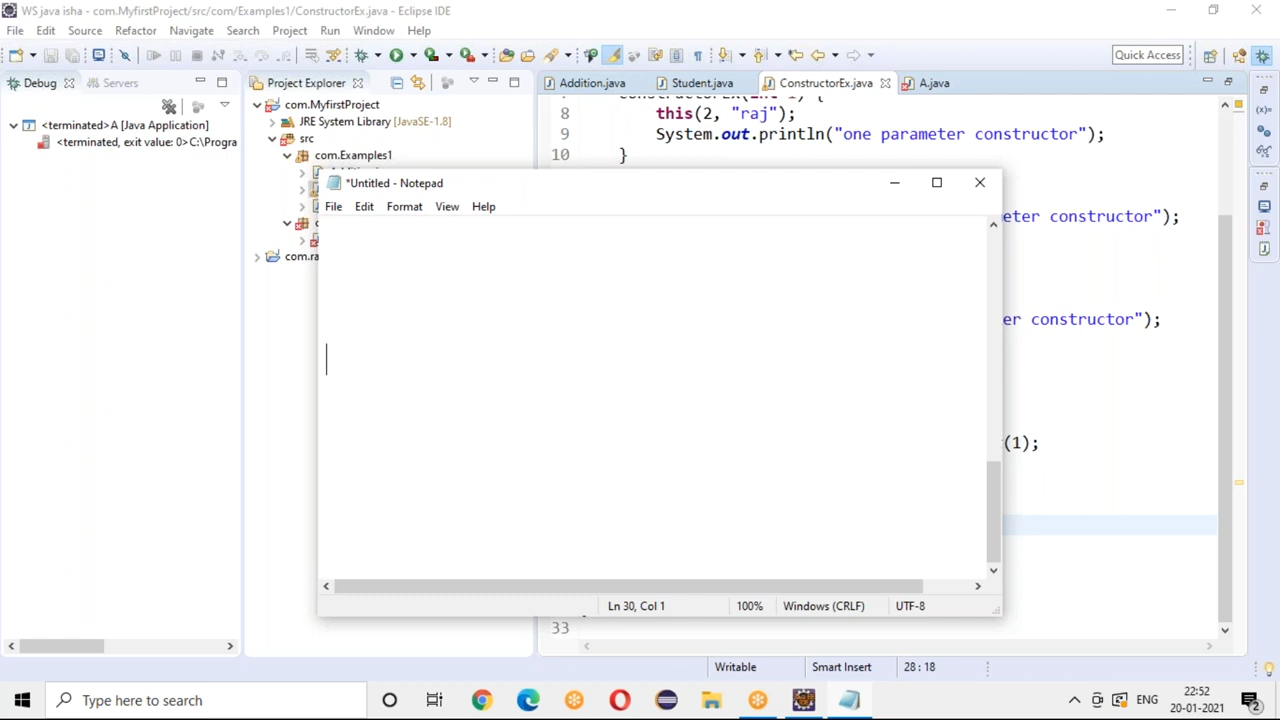 WS java isha - com.MyfirstProject/src/com/Examples1/ConstructorEx.java - Eclipse IDE
File Edit Source Refactor Navigate Search Project Run Window Help
Quick Access
Debug Servers
Project Explorer
Addition.java Student.java ConstructorEx.java A.java
<terminated>A [Java Application]
<terminated, exit value: 0>C:\Progra
com.MyfirstProject
JRE System Library [JavaSE-1.8]
src
com.Examples1
com.ra
this(2, "raj");
9 System.out.println("one parameter constructor");
10 }
eter constructor");
er constructor");
(1);
33
*Untitled - Notepad
File Edit Format View Help
Ln 30, Col 1 100% Windows (CRLF) UTF-8
Writable Smart Insert 28 : 18
Type here to search
ENG
22:52
20-01-2021
2